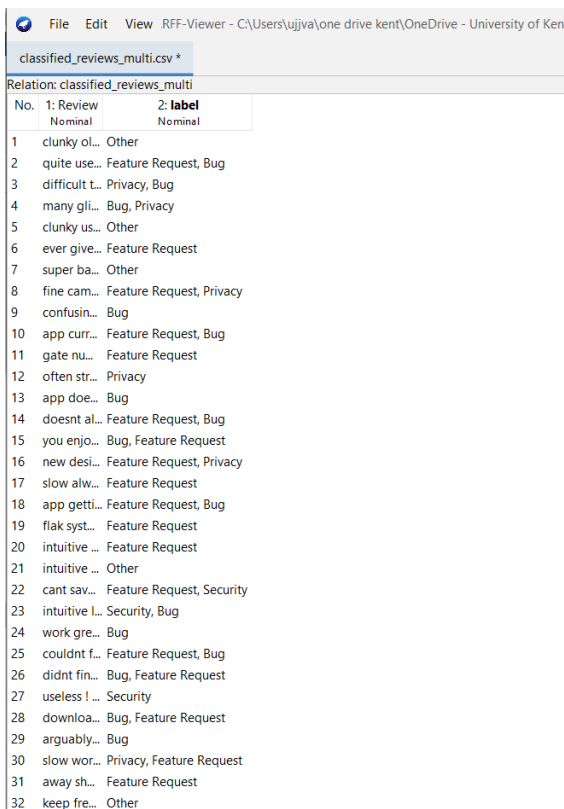 File Edit View .RFF-Viewer - C:\Users\ujjva\one drive kent\OneDrive - University of Ken
classified_reviews_multi.csv *
Relation: classified_reviews_multi
No. 1: Review 2: label
Nominal Nominal
1 clunky ol... Other
2 quite use... Feature Request, Bug
3 difficult t... Privacy, Bug
4 many gli... Bug, Privacy
5 clunky us... Other
6 ever give... Feature Request
7 super ba... Other
8 fine cam... Feature Request, Privacy
9 confusin... Bug
10 app curr... Feature Request, Bug
11 gate nu... Feature Request
12 often str... Privacy
13 app doe... Bug
14 doesnt al... Feature Request, Bug
15 you enjo... Bug, Feature Request
16 new desi... Feature Request, Privacy
17 slow alw... Feature Request
18 app getti... Feature Request, Bug
19 flak syst... Feature Request
20 intuitive ... Feature Request
21 intuitive ... Other
22 cant sav... Feature Request, Security
23 intuitive l... Security, Bug
24 work gre... Bug
25 couldnt f... Feature Request, Bug
26 didnt fin... Bug, Feature Request
27 useless ! ... Security
28 downloa... Bug, Feature Request
29 arguably... Bug
30 slow wor... Privacy, Feature Request
31 away sh... Feature Request
32 keep fre... Other